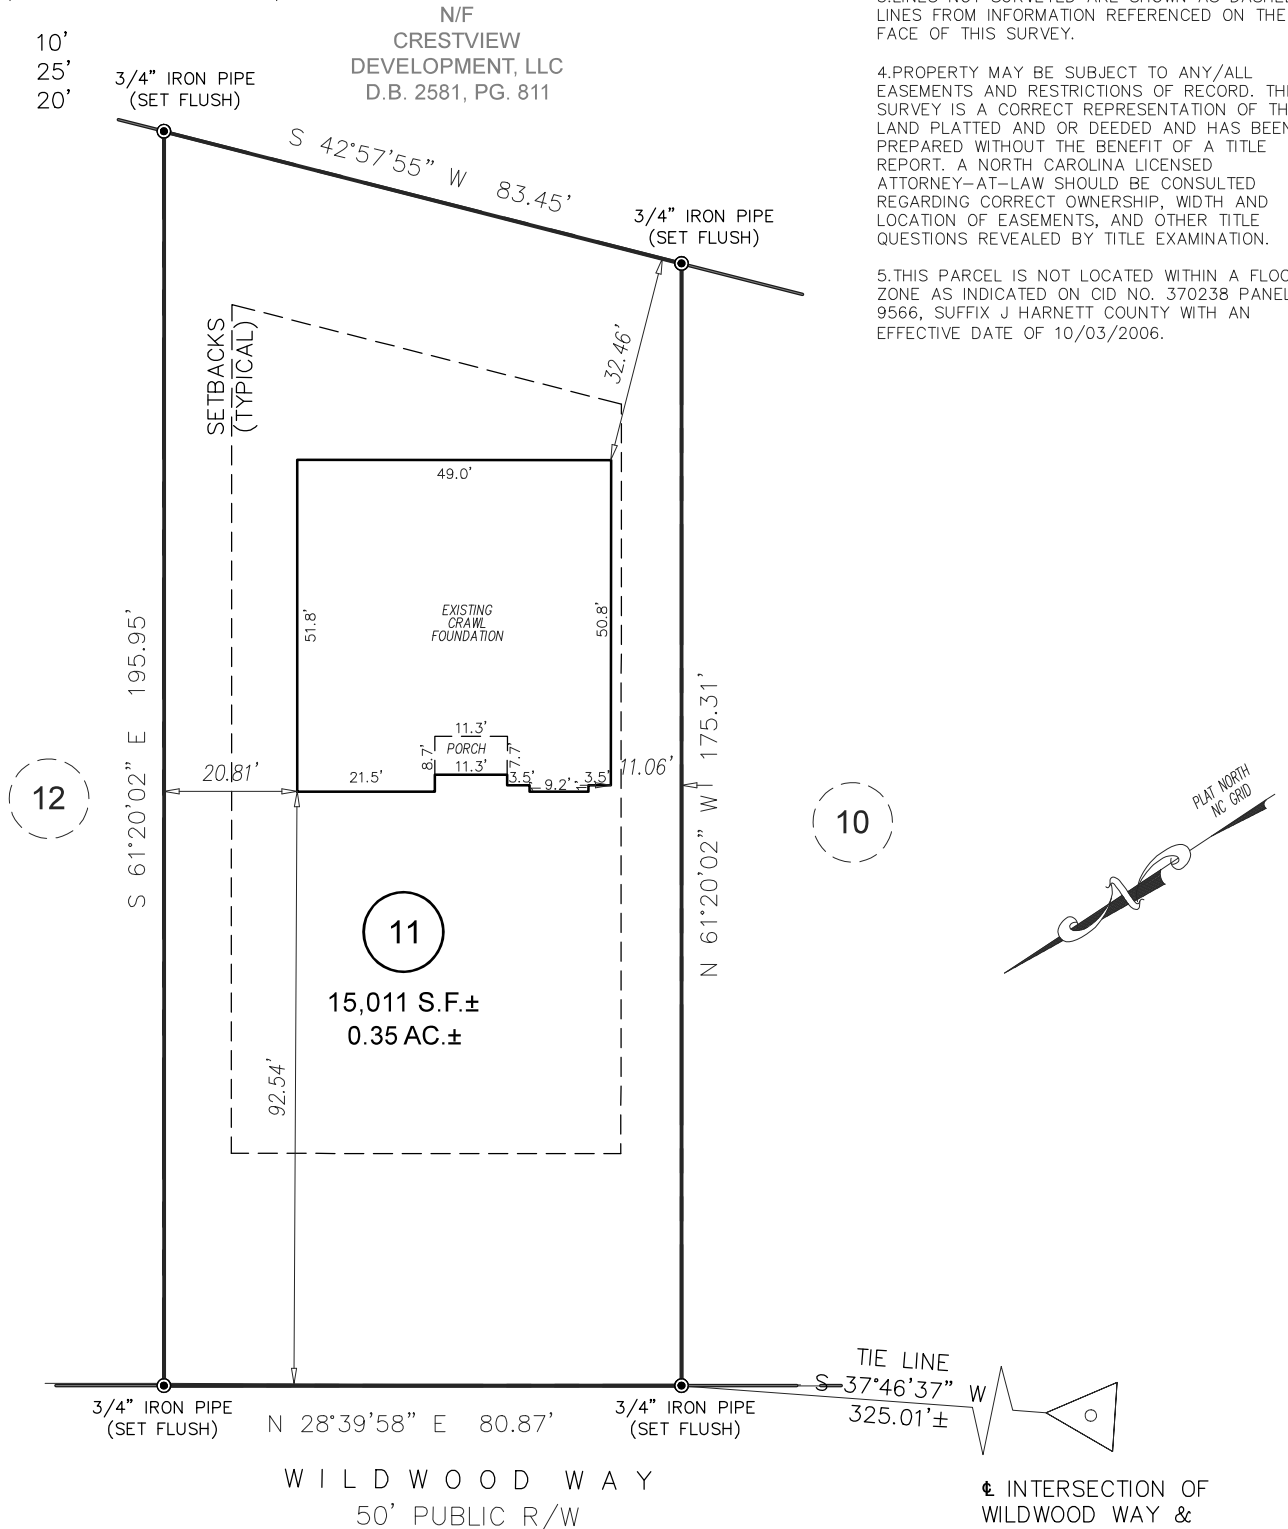 10'
25'
20'
N/F
CRESTVIEW
DEVELOPMENT, LLC
D.B. 2581, PG. 811
3/4" IRON PIPE
(SET FLUSH)
S 42°57'55" W 83.45'
3/4" IRON PIPE
(SET FLUSH)
LINES FROM INFORMATION REFERENCED ON THE
FACE OF THIS SURVEY.
4.PROPERTY MAY BE SUBJECT TO ANY/ALL
EASEMENTS AND RESTRICTIONS OF RECORD. THI
SURVEY IS A CORRECT REPRESENTATION OF TH
LAND PLATTED AND OR DEEDED AND HAS BEEN
PREPARED WITHOUT THE BENEFIT OF A TITLE
REPORT. A NORTH CAROLINA LICENSED
ATTORNEY-AT-LAW SHOULD BE CONSULTED
REGARDING CORRECT OWNERSHIP, WIDTH AND
LOCATION OF EASEMENTS, AND OTHER TITLE
QUESTIONS REVEALED BY TITLE EXAMINATION.
5.THIS PARCEL IS NOT LOCATED WITHIN A FLOO
ZONE AS INDICATED ON CID NO. 370238 PANEL
9566, SUFFIX J HARNETT COUNTY WITH AN
EFFECTIVE DATE OF 10/03/2006.
SETBACKS
(TYPICAL)
32.46'
49.0'
51.8'
EXISTING
CRAWL
FOUNDATION
50.8'
S 61°20'02" E 195.95'
N 61°20'02" W 175.31'
11.3'
8.7'
PORCH
7.7'
11.3'
21.5'
3.5'
9.2'
3.5'
20.81'
11.06'
12
10
PLAT NORTH
NC GRID
11
15,011 S.F.±
0.35 AC.±
92.54'
TIE LINE
S 37°46'37" W
325.01'±
3/4" IRON PIPE
(SET FLUSH)
N 28°39'58" E 80.87'
3/4" IRON PIPE
(SET FLUSH)
WILDWOOD WAY
50' PUBLIC R/W
℄ INTERSECTION OF
WILDWOOD WAY &